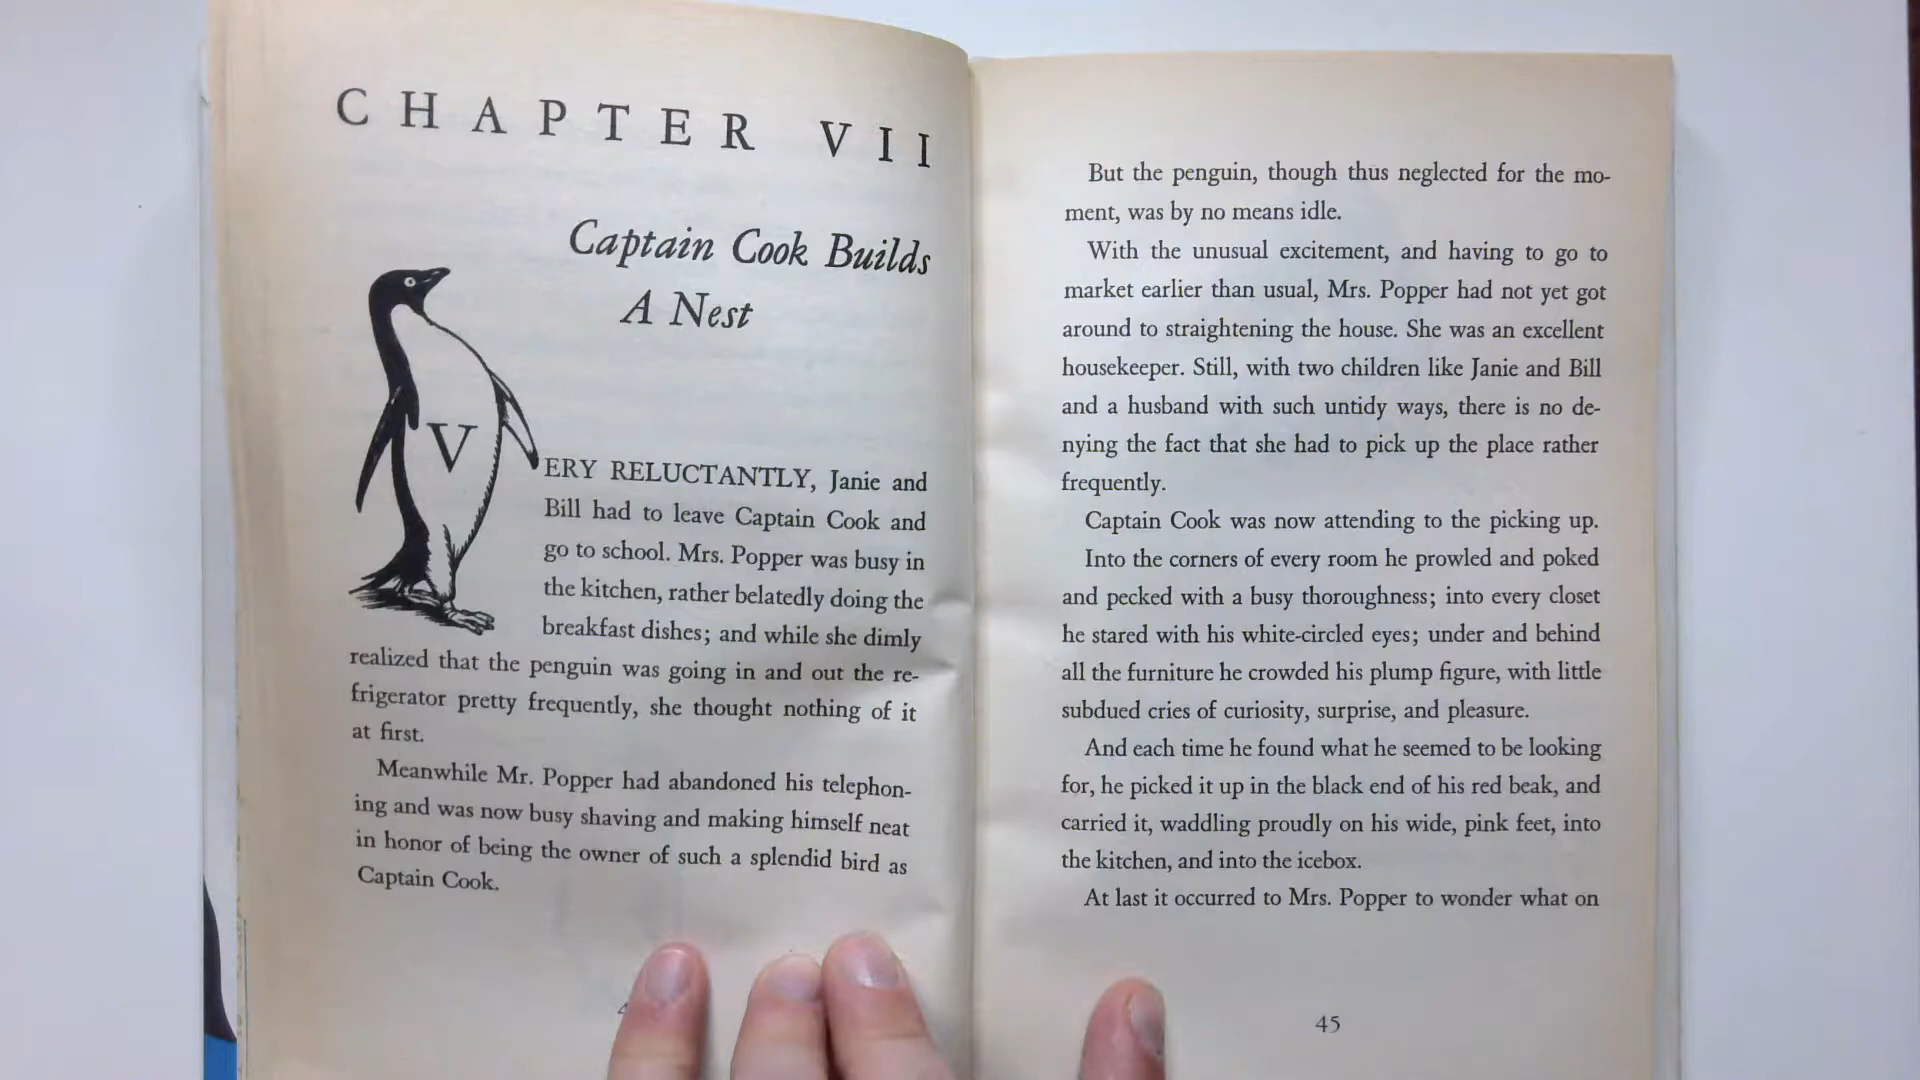 CHAPTER VII
Captain Cook Builds
A Nest
VERY RELUCTANTLY, Janie and
Bill had to leave Captain Cook and
go to school. Mrs. Popper was busy in
the kitchen, rather belatedly doing the
breakfast dishes; and while she dimly
realized that the penguin was going in and out the re-
frigerator pretty frequently, she thought nothing of it
at first.
Meanwhile Mr. Popper had abandoned his telephon-
ing and was now busy shaving and making himself neat
in honor of being the owner of such a splendid bird as
Captain Cook.
But the penguin, though thus neglected for the mo-
ment, was by no means idle.
With the unusual excitement, and having to go to
market earlier than usual, Mrs. Popper had not yet got
around to straightening the house. She was an excellent
housekeeper. Still, with two children like Janie and Bill
and a husband with such untidy ways, there is no de-
nying the fact that she had to pick up the place rather
frequently.
Captain Cook was now attending to the picking up.
Into the corners of every room he prowled and poked
and pecked with a busy thoroughness; into every closet
he stared with his white-circled eyes; under and behind
all the furniture he crowded his plump figure, with little
subdued cries of curiosity, surprise, and pleasure.
And each time he found what he seemed to be looking
for, he picked it up in the black end of his red beak, and
carried it, waddling proudly on his wide, pink feet, into
the kitchen, and into the icebox.
At last it occurred to Mrs. Popper to wonder what on
45